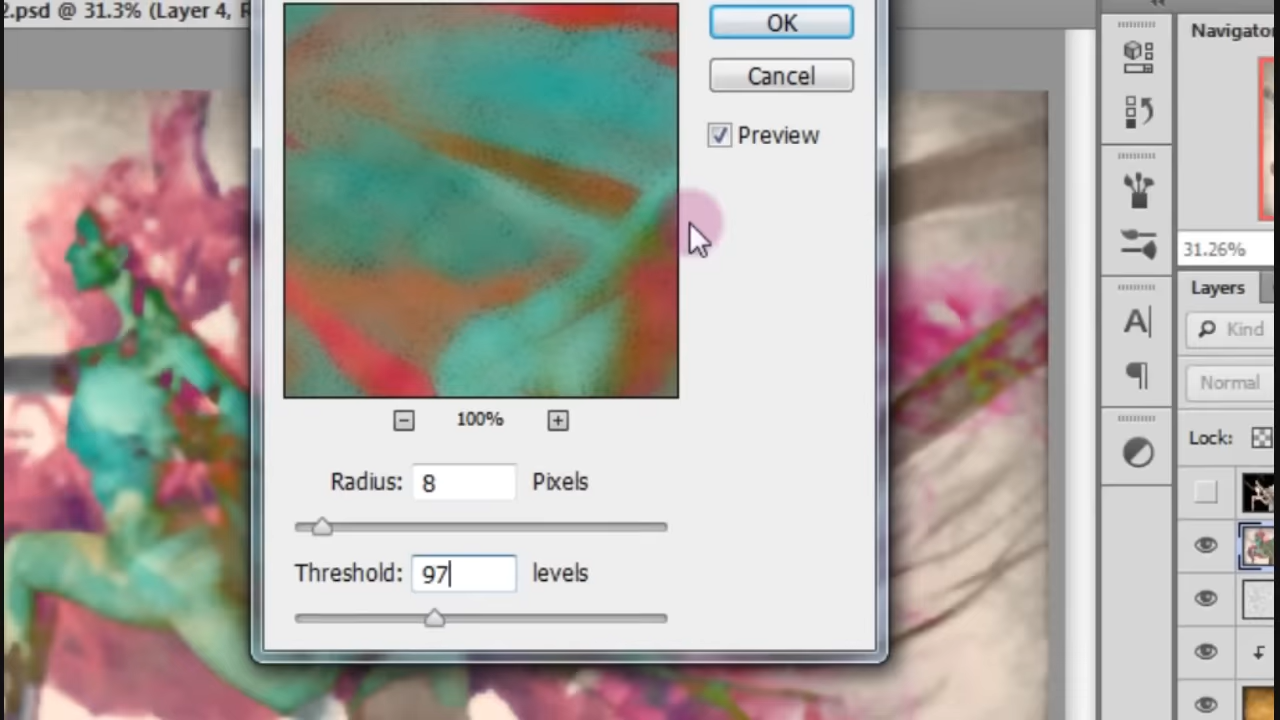 2.psd @ 31.3% (Layer 4, R
OK
Cancel
Preview
100%
Radius: 8 Pixels
Threshold: 97 levels
Navigator
31.26%
Layers
Kind
Normal
Lock: